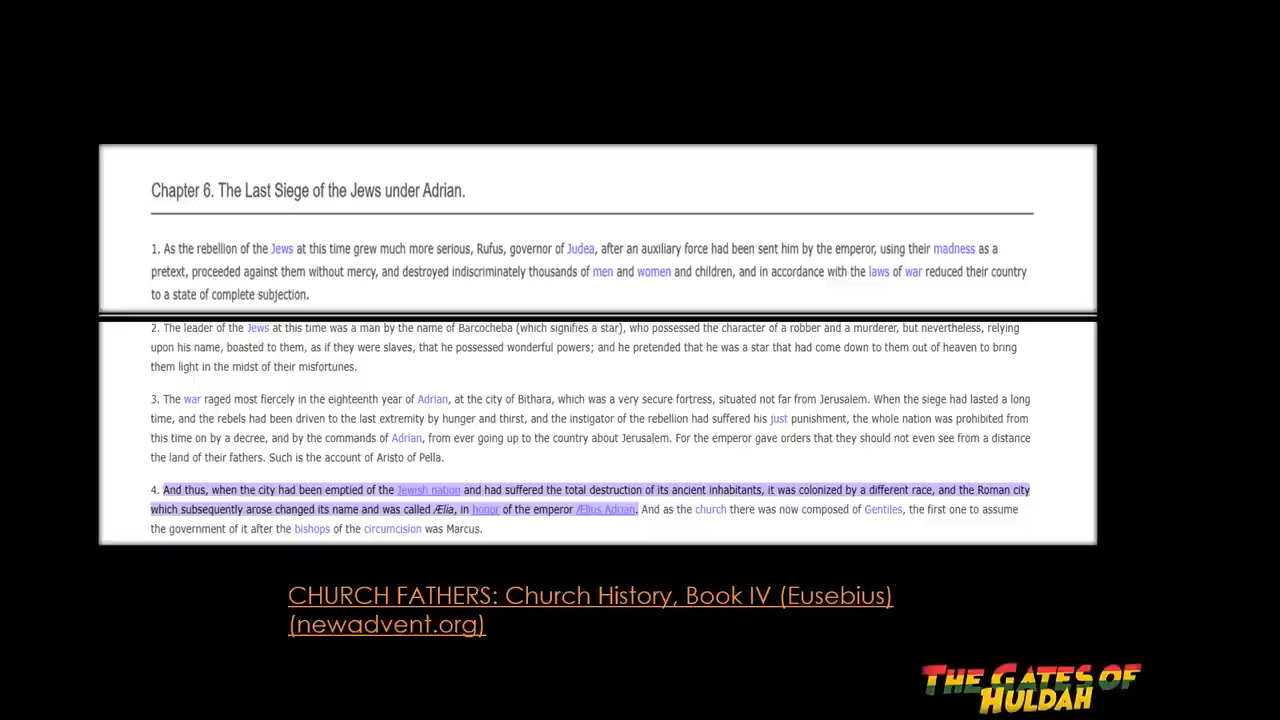 Chapter 6. The Last Siege of the Jews under Adrian.
1. As the rebellion of the Jews at this time grew much more serious, Rufus, governor of Judea, after an auxiliary force had been sent him by the emperor, using their madness as a
pretext, proceeded against them without mercy, and destroyed indiscriminately thousands of men and women and children, and in accordance with the laws of war reduced their country
to a state of complete subjection.
2. The leader of the Jews at this time was a man by the name of Barcocheba (which signifies a star), who possessed the character of a robber and a murderer, but nevertheless, relying
upon his name, boasted to them, as if they were slaves, that he possessed wonderful powers; and he pretended that he was a star that had come down to them out of heaven to bring
them light in the midst of their misfortunes.
3. The war raged most fiercely in the eighteenth year of Adrian, at the city of Bithara, which was a very secure fortress, situated not far from Jerusalem. When the siege had lasted a long
time, and the rebels had been driven to the last extremity by hunger and thirst, and the instigator of the rebellion had suffered his just punishment, the whole nation was prohibited from
this time on by a decree, and by the commands of Adrian, from ever going up to the country about Jerusalem. For the emperor gave orders that they should not even see from a distance
the land of their fathers. Such is the account of Aristo of Pella.
4. And thus, when the city had been emptied of the Jewish nation and had suffered the total destruction of its ancient inhabitants, it was colonized by a different race, and the Roman city
which subsequently arose changed its name and was called Ælia, in honor of the emperor Ælius Adrian. And as the church there was now composed of Gentiles, the first one to assume
the government of it after the bishops of the circumcision was Marcus.
CHURCH FATHERS: Church History, Book IV (Eusebius)
(newadvent.org)
THE GATES OF
HULDAH